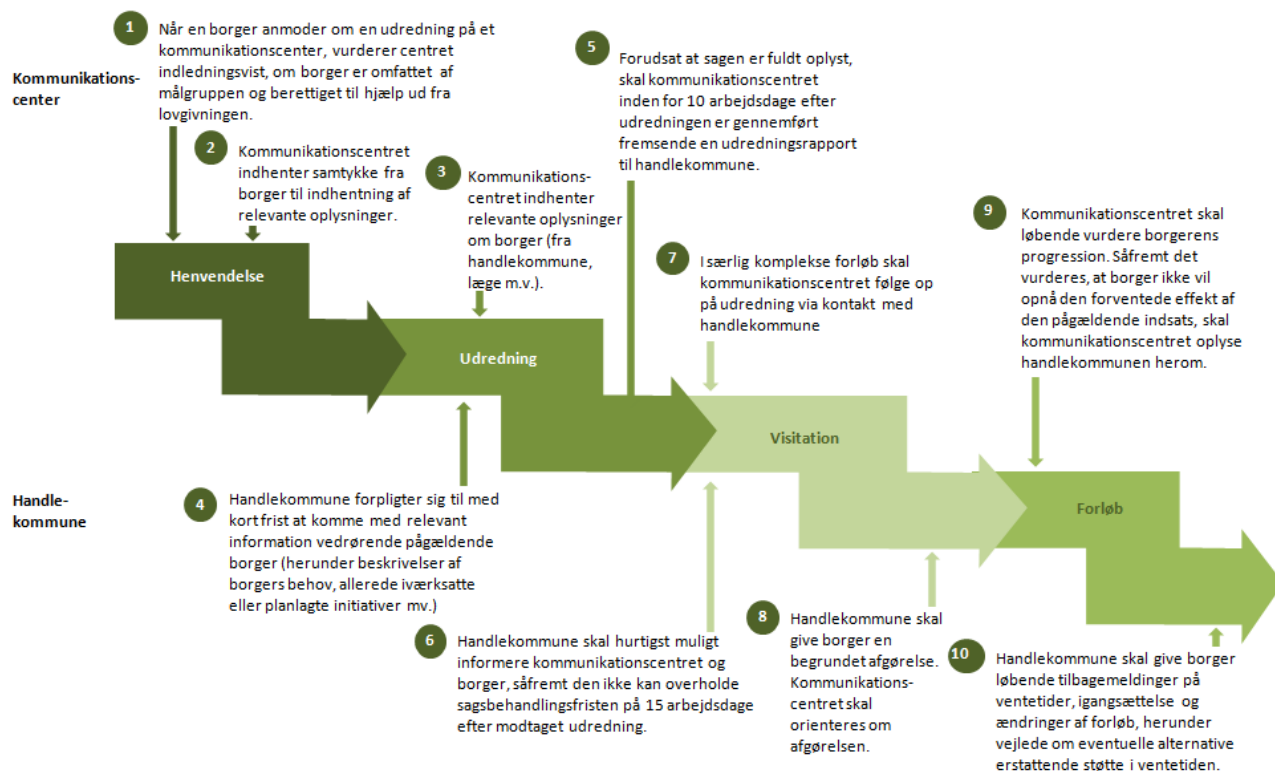 1
Når en borger anmoder om en udredning på et
kommunikationscenter, vurderer centret
indledningsvist, om borger er omfattet af
målgruppen og berettiget til hjælp ud fra
lovgivningen.
Kommunikations-
center
2
Kommunikationscentret
indhenter samtykke fra
borger til indhentning af
relevante oplysninger.
3
Kommunikations-
centret indhenter
relevante oplysninger
om borger (fra
handlekommune,
læge m.v.).
5
Forudsat at sagen er fuldt oplyst,
skal kommunikationscentret
inden for 10 arbejdsdage efter
udredningen er gennemført
fremsende en udredningsrapport
til handlekommune.
7
I særlig komplekse forløb skal
kommunikationscentret følge op
på udredning via kontakt med
handlekommune
9
Kommunikationscentret skal
løbende vurdere borgerens
progression. Såfremt det
vurderes, at borger ikke vil
opnå den forventede effekt af
den pågældende indsats, skal
kommunikationscentret oplyse
handlekommunen herom.
Henvendelse
Udredning
Visitation
Forløb
Handle-
kommune
4
Handlekommune forpligter sig til med
kort frist at komme med relevant
information vedrørende pågældende
borger (herunder beskrivelser af
borgers behov, allerede iværksatte
eller planlagte initiativer mv.)
6
Handlekommune skal hurtigst muligt
informere kommunikationscentret og
borger, såfremt den ikke kan overholde
sagsbehandlingsfristen på 15 arbejdsdage
efter modtaget udredning.
8
Handlekommune skal
give borger en
begrundet afgørelse.
Kommunikations-
centret skal
orienteres om
afgørelsen.
10
Handlekommune skal give borger
løbende tilbagemeldinger på
ventetider, igangsættelse og
ændringer af forløb, herunder
vejlede om eventuelle alternative
erstattende støtte i ventetiden.